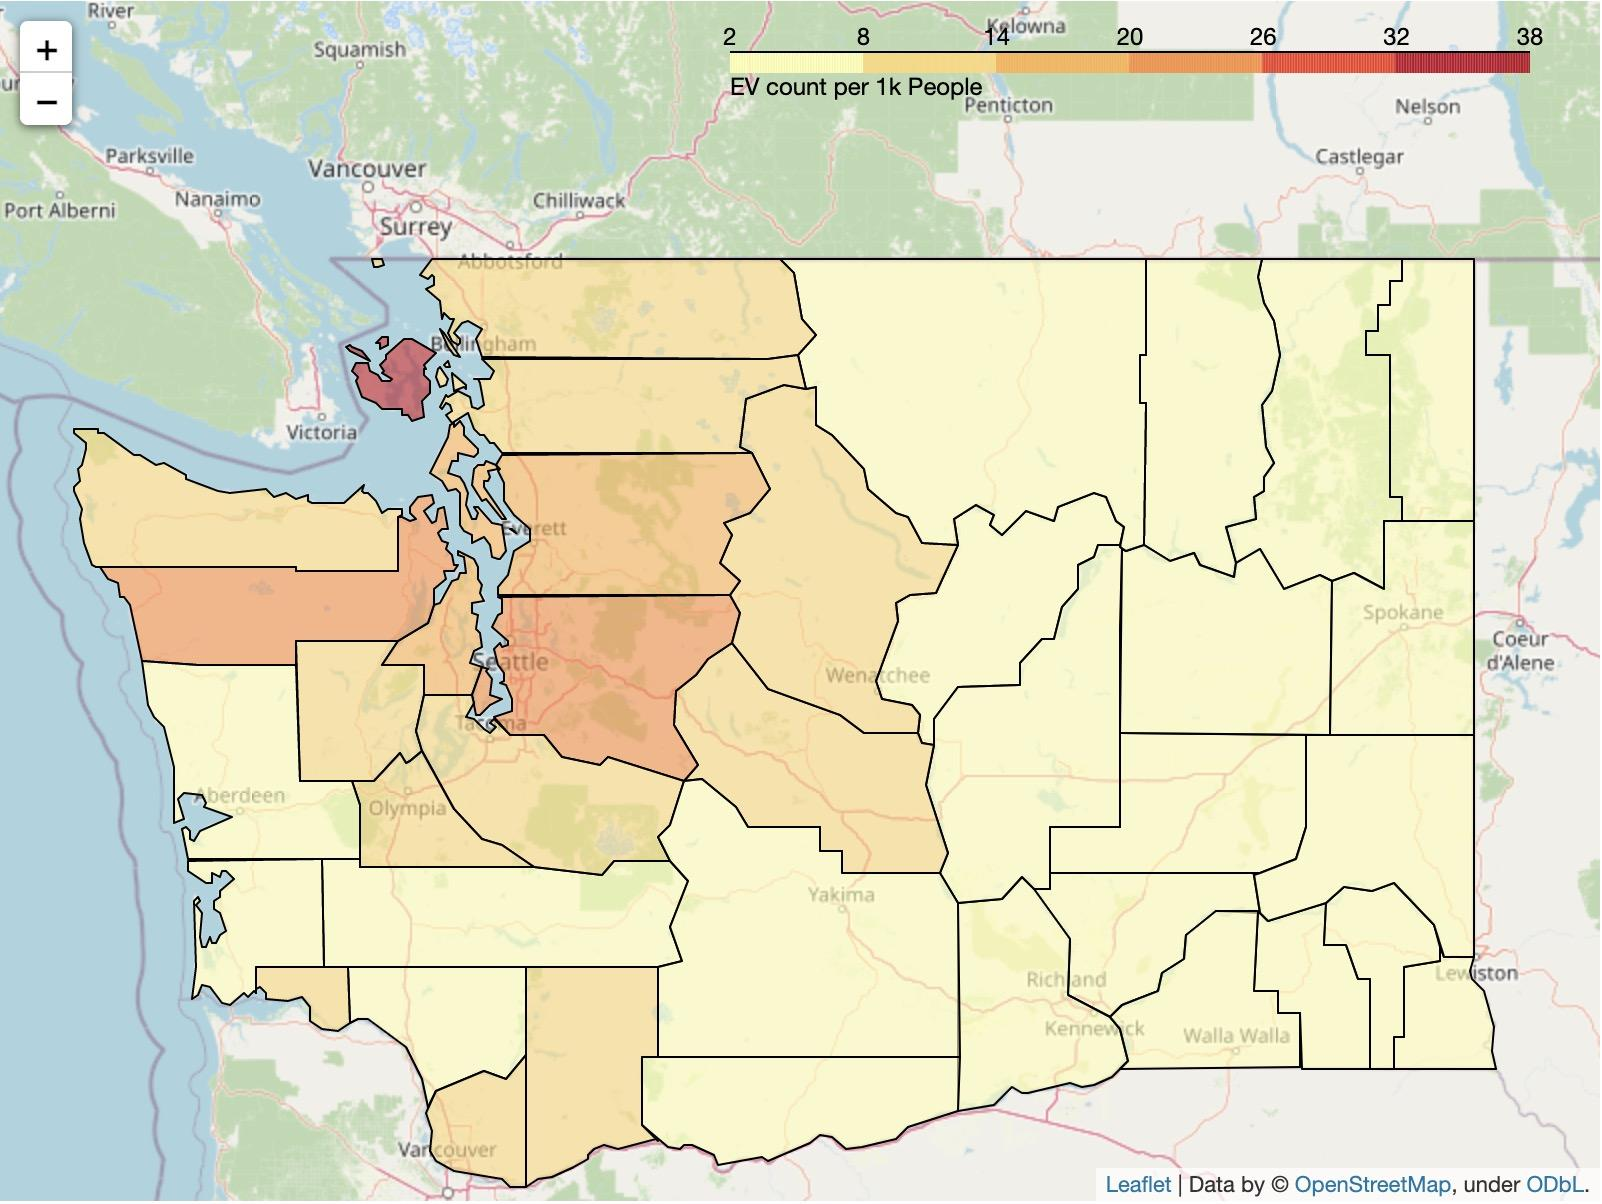 River
Squamish
Kelowna
+
−
2 8 14 20 26 32 38
EV count per 1k People
Penticton
Nelson
Parksville
Vancouver
Castlegar
Nanaimo
Chilliwack
Port Alberni
Surrey
Abbotsford
Bellingham
Victoria
Everett
Spokane
Coeur
d'Alene
Seattle
Wenatchee
Tacoma
Aberdeen
Olympia
Yakima
Richland
Lewiston
Kennewick
Walla Walla
Vancouver
Leaflet | Data by © OpenStreetMap, under ODbL.